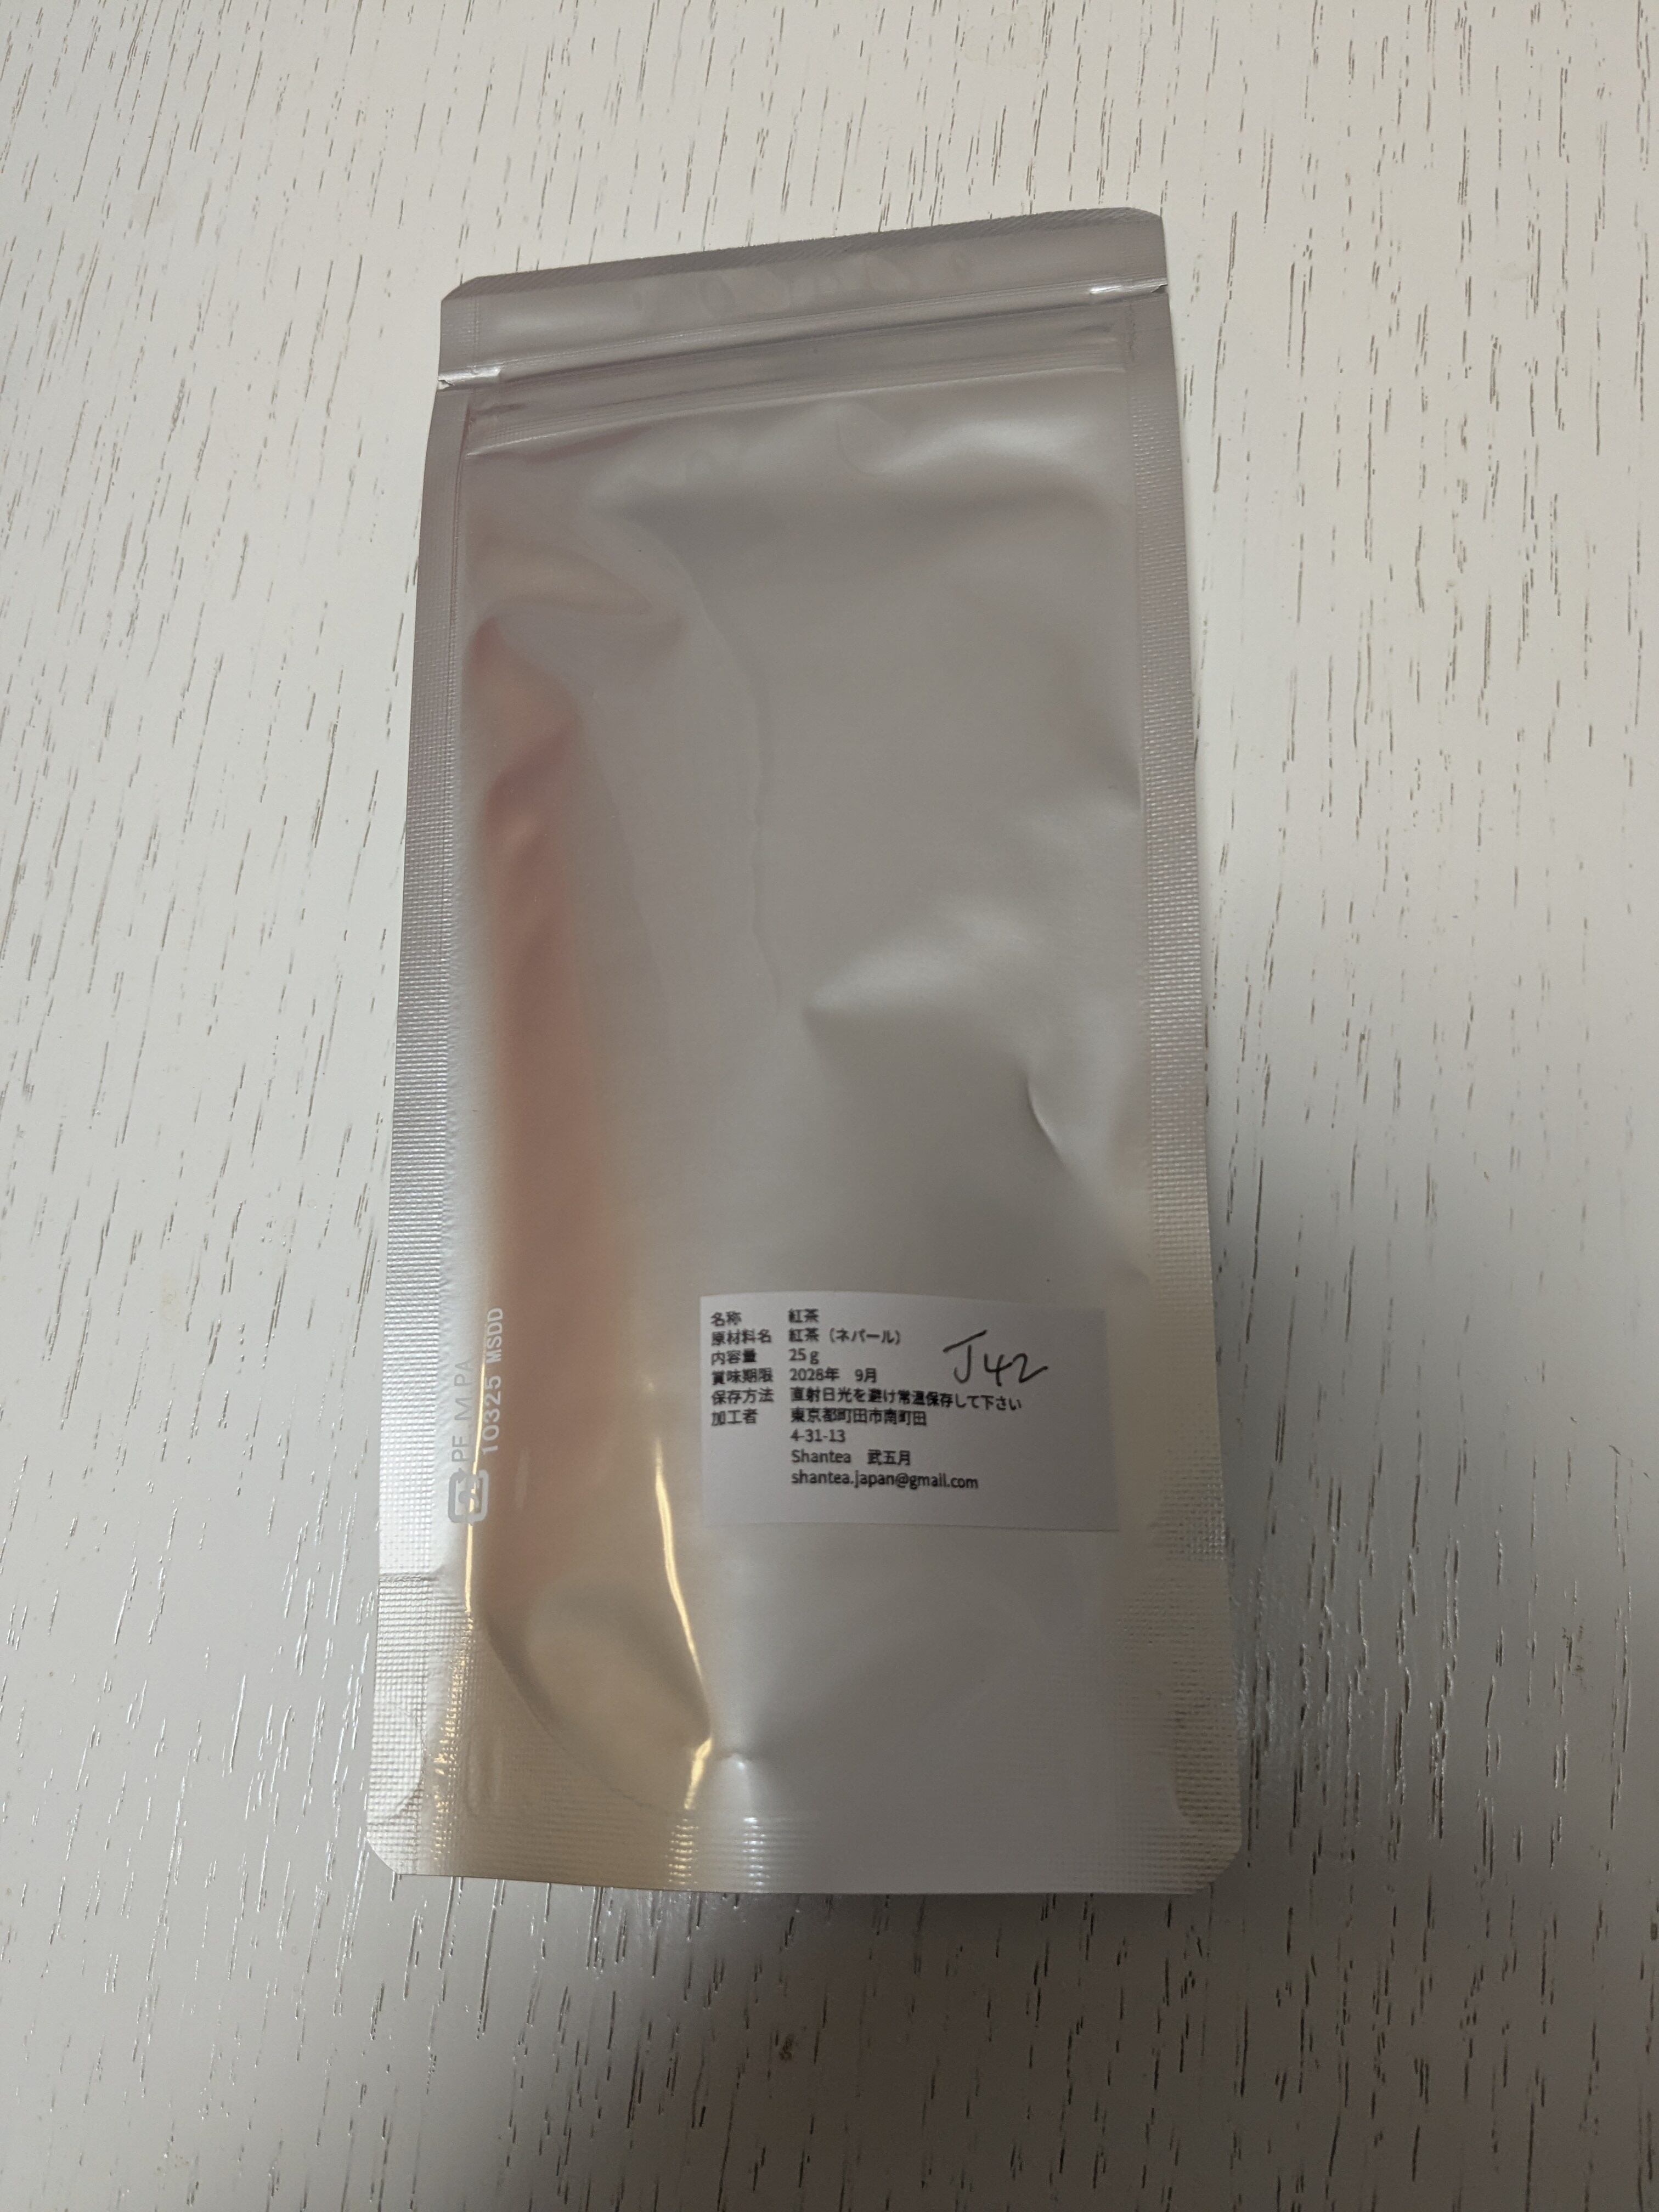 名称 紅茶
原材料名 紅茶（ネパール）
内容量 25g
賞味期限 2028年 9月
保存方法 直射日光を避け常温保存して下さい
加工者 東京都町田市南町田
4-31-13
Shantea 武五月
shantea.japan@gmail.com
J42
PE, M, PA
10325 MSDD